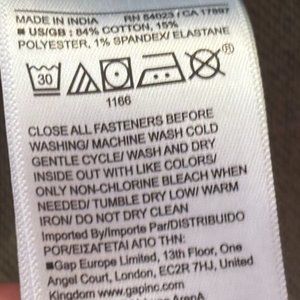 MADE IN INDIA RN 54023 / CA 17897
■ US/GB : 84% COTTON, 15%
POLYESTER, 1% SPANDEX/ ELASTANE
30
1166
CLOSE ALL FASTENERS BEFORE
WASHING/ MACHINE WASH COLD
GENTLE CYCLE/ WASH AND DRY
INSIDE OUT WITH LIKE COLORS/
ONLY NON-CHLORINE BLEACH WHEN
NEEDED/ TUMBLE DRY LOW/ WARM
IRON/ DO NOT DRY CLEAN
Imported By/Importe Par/DISTRIBUIDO
POR/ΕΙΣΑΓΕΤΑΙ ΑΠΟ ΤΗΝ:
■Gap Europe Limited, 13th Floor, One
Angel Court, London, EC2R 7HJ, United
Kingdom www.gapinc.com
Arena